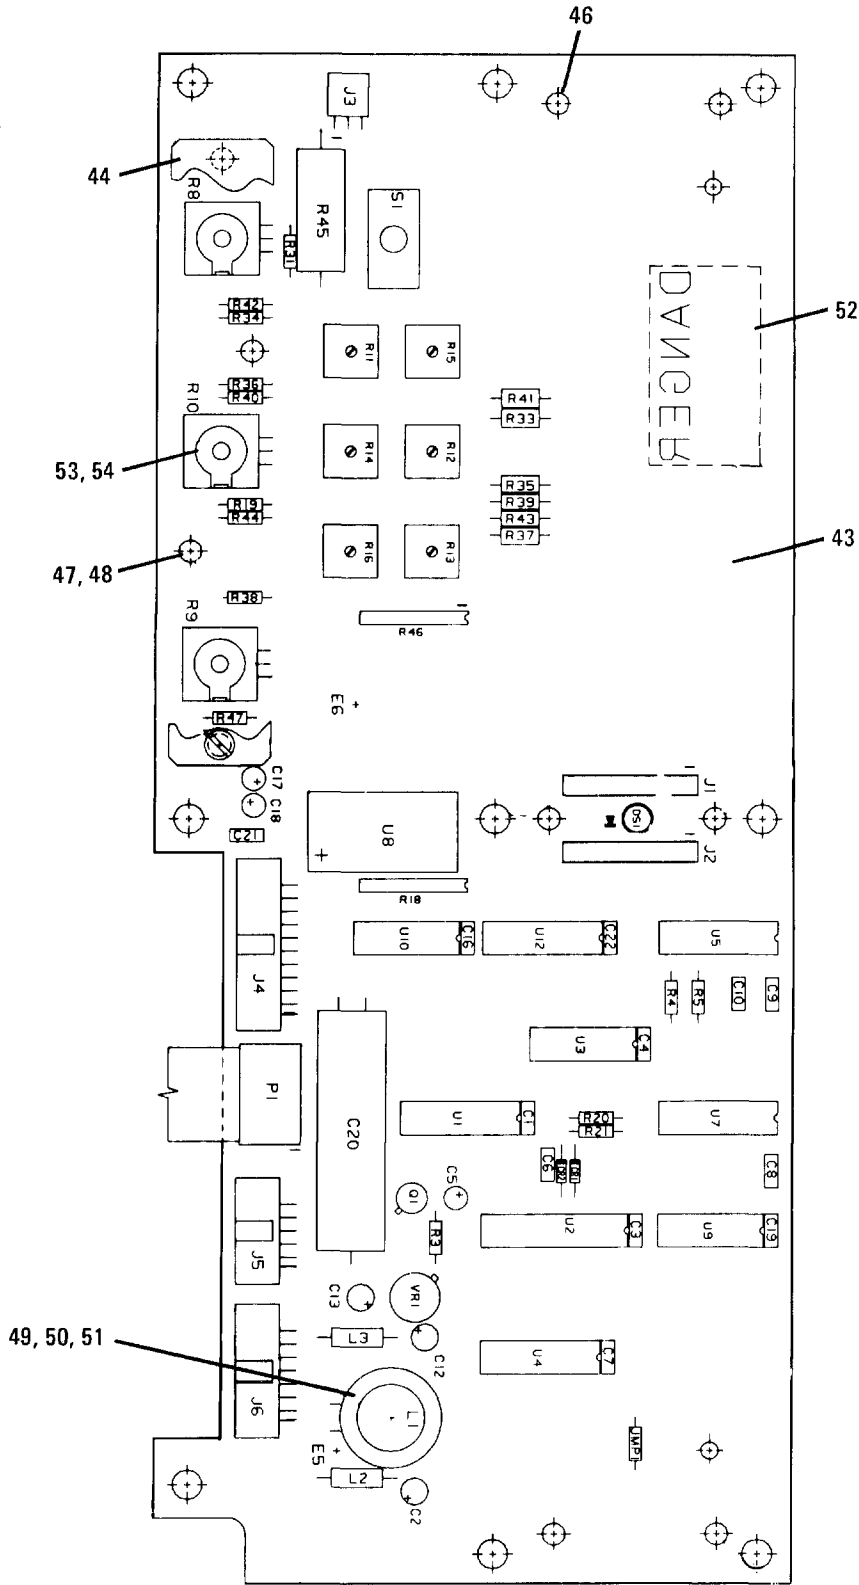 46
J3
44
R8
R45
S1
R31
DANGER
52
R42
R34
R11
R15
R36
R40
R10
R41
R33
53, 54
R14
R12
R35
R19
R39
R44
R43
R37
43
47, 48
R16
R13
R38
R9
R46
E6 +
R47
C17
C18
J1
DS1
U8
+
C21
J2
R18
U10
C16
U12
C22
U5
J4
R4
R5
C10
C9
U3
C4
P1
C20
U1
C1
R20
R21
U7
C6
CR2
CR1
C8
Q1
C5
R3
U2
C3
U9
C19
J5
C13
VR1
49, 50, 51
L3
C12
U4
C7
J6
L1
E5 +
JMP1
L2
C2